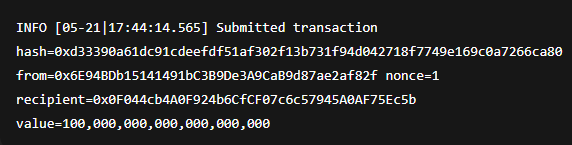 INFO [05-21|17:44:14.565] Submitted transaction
hash=0xd33390a61dc91cdeefdf51af302f13b731f94d042718f7749e169c0a7266ca80
from=0x6E94BDb15141491bC3B9De3A9CaB9d87ae2af82f nonce=1
recipient=0x0F044cb4A0F924b6CfCF07c6c57945A0AF75Ec5b
value=100,000,000,000,000,000,000